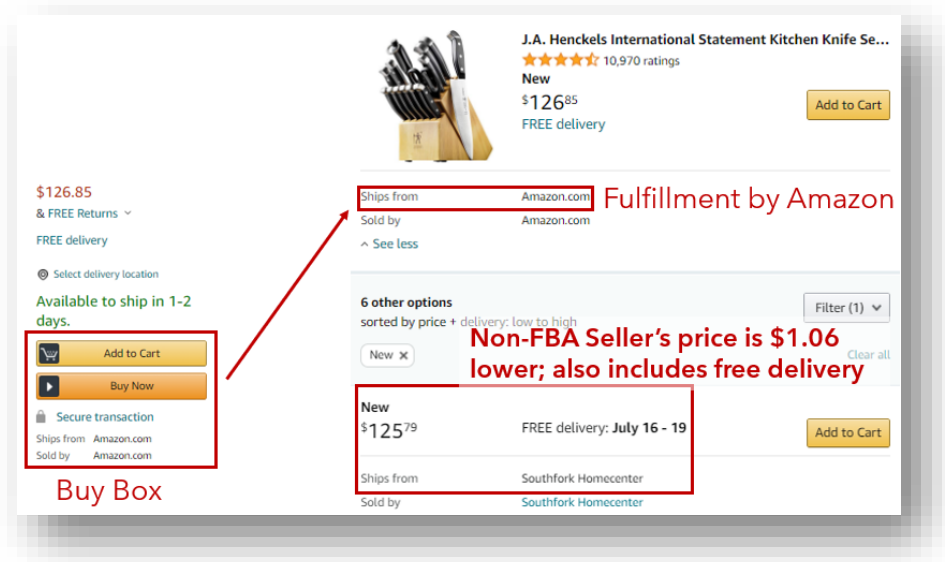 J.A. Henckels International Statement Kitchen Knife Se...
10,970 ratings
New
$12685
FREE delivery
Add to Cart
Ships from Amazon.com
Fulfillment by Amazon
Sold by Amazon.com
See less
$126.85
& FREE Returns
FREE delivery
Select delivery location
Available to ship in 1-2
days.
Add to Cart
Buy Now
Secure transaction
Ships from Amazon.com
Sold by Amazon.com
Buy Box
6 other options
sorted by price + delivery: low to high
Filter (1)
New ×
Clear all
Non-FBA Seller’s price is $1.06
lower; also includes free delivery
New
$12579
FREE delivery: July 16 - 19
Add to Cart
Ships from Southfork Homecenter
Sold by Southfork Homecenter